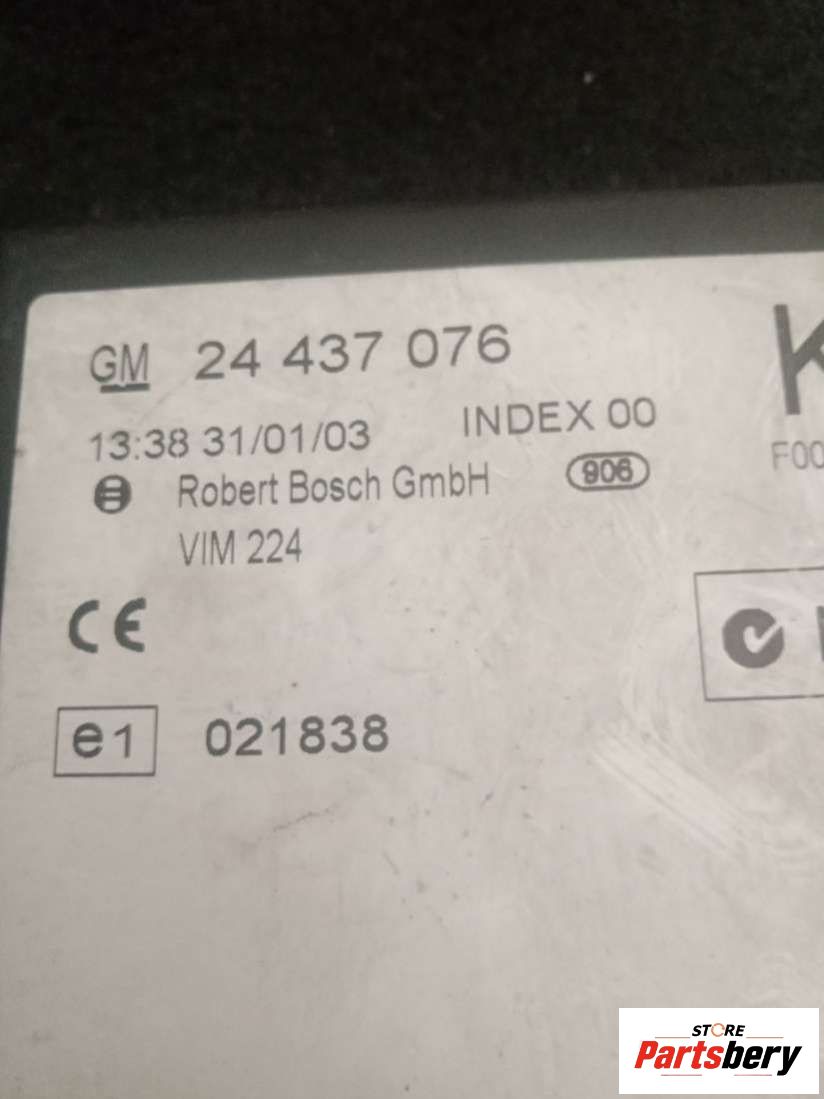 GM 24 437 076 K
13:38 31/01/03 INDEX 00
Robert Bosch GmbH 906 F00
VIM 224
CE
e1 021838
STORE
Partsbery